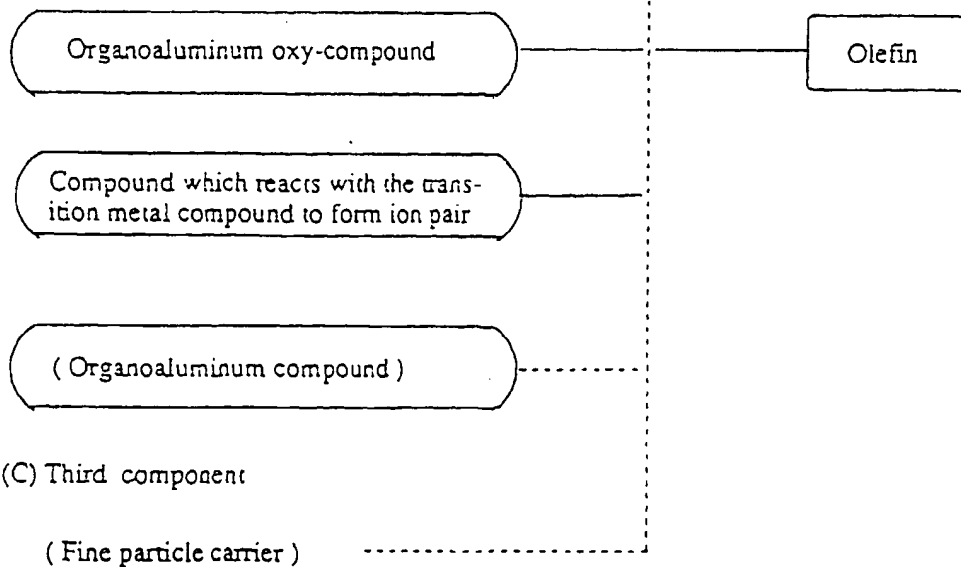 Organoaluminum oxy-compound
Olefin
Compound which reacts with the trans-
ition metal compound to form ion pair
( Organoaluminum compound )
(C) Third component
( Fine particle carrier )